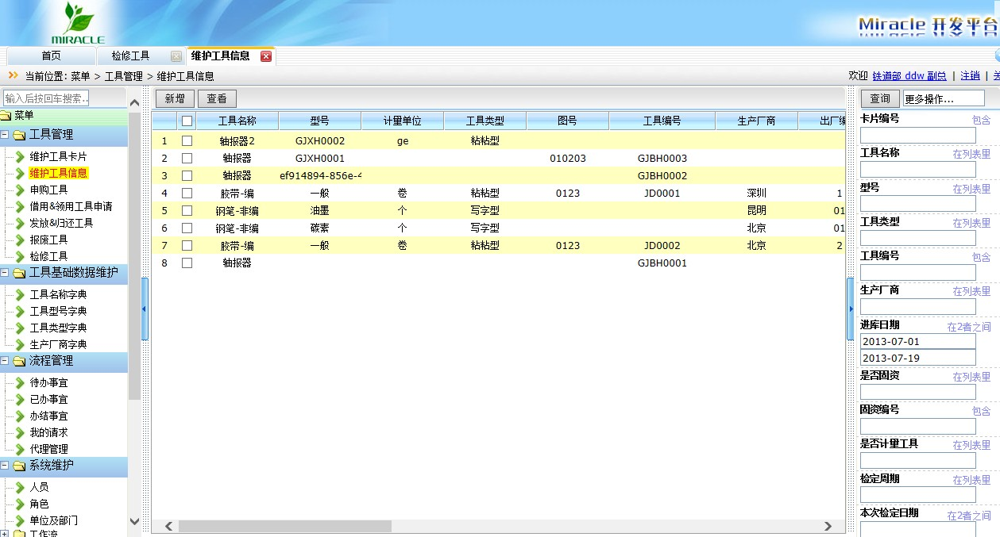 MIRACLE
Miracle 开发平台
首页 检修工具 维护工具信息
当前位置: 菜单 > 工具管理 > 维护工具信息
欢迎 铁道部 ddw 副总 | 注销 |
输入后按回车搜索..
菜单
工具管理
维护工具卡片
维护工具信息
申购工具
借用&领用工具申请
发放&归还工具
报废工具
检修工具
工具基础数据维护
工具名称字典
工具型号字典
工具类型字典
生产厂商字典
流程管理
待办事宜
已办事宜
办结事宜
我的请求
代理管理
系统维护
人员
角色
单位及部门
工作流
新增 查看
工具名称 型号 计量单位 工具类型 图号 工具编号 生产厂商 出厂编
1 轴报器2 GJXH0002 ge 粘粘型
2 轴报器 GJXH0001 010203 GJBH0003
3 轴报器 ef914894-856e-4 GJBH0002
4 胶带-编 一般 卷 粘粘型 0123 JD0001 深圳 1
5 钢笔-非编 油墨 个 写字型 昆明 01
6 钢笔-非编 碳素 个 写字型 北京 01
7 胶带-编 一般 卷 粘粘型 0123 JD0002 北京 2
8 轴报器 GJBH0001
查询 更多操作...
卡片编号 包含
工具名称 在列表里
型号 在列表里
工具类型 在列表里
工具编号 包含
生产厂商 在列表里
进库日期 在2者之间
2013-07-01
2013-07-19
是否固资 在列表里
固资编号 包含
是否计量工具 在列表里
检定周期 在列表里
本次检定日期 在2者之间